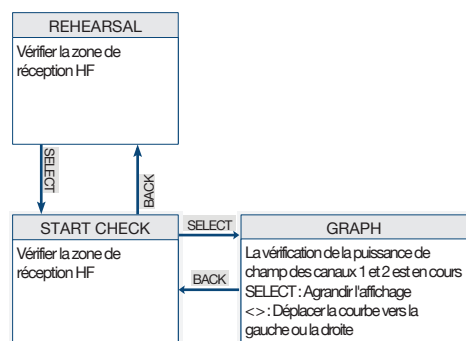 REHEARSAL
Vérifier la zone de
réception HF
SELECT
BACK
START CHECK
Vérifier la zone de
réception HF
SELECT
BACK
GRAPH
La vérification de la puissance de
champ des canaux 1 et 2 est en cours
SELECT : Agrandir l'affichage
<> : Déplacer la courbe vers la
gauche ou la droite